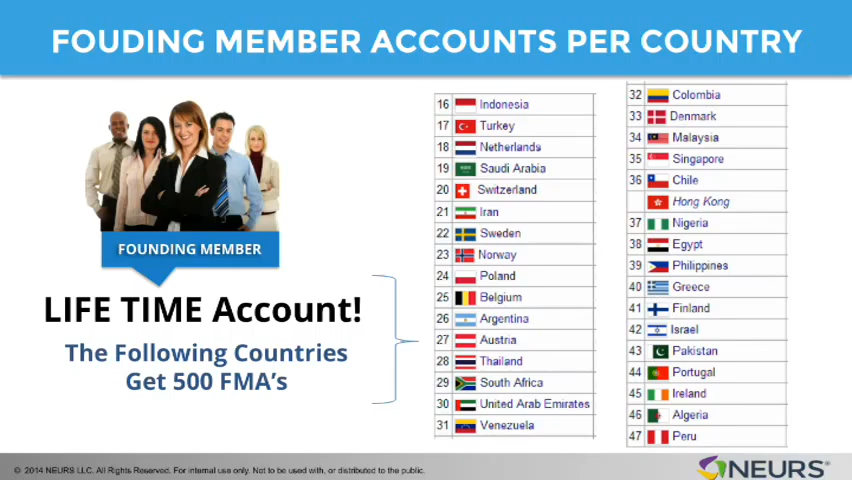 FOUDING MEMBER ACCOUNTS PER COUNTRY
FOUNDING MEMBER
LIFE TIME Account!
The Following Countries
Get 500 FMA's
16 Indonesia
17 Turkey
18 Netherlands
19 Saudi Arabia
20 Switzerland
21 Iran
22 Sweden
23 Norway
24 Poland
25 Belgium
26 Argentina
27 Austria
28 Thailand
29 South Africa
30 United Arab Emirates
31 Venezuela
32 Colombia
33 Denmark
34 Malaysia
35 Singapore
36 Chile
Hong Kong
37 Nigeria
38 Egypt
39 Philippines
40 Greece
41 Finland
42 Israel
43 Pakistan
44 Portugal
45 Ireland
46 Algeria
47 Peru
© 2014 NEURS LLC. All Rights Reserved. For internal use only. Not to be used with, or distributed to the public.
NEURS